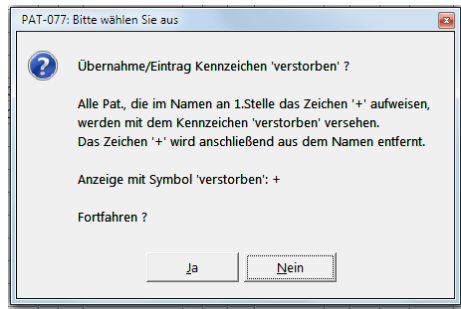 PAT-077: Bitte wählen Sie aus
Übernahme/Eintrag Kennzeichen 'verstorben' ?
Alle Pat., die im Namen an 1.Stelle das Zeichen '+' aufweisen,
werden mit dem Kennzeichen 'verstorben' versehen.
Das Zeichen '+' wird anschließend aus dem Namen entfernt.
Anzeige mit Symbol 'verstorben': +
Fortfahren ?
Ja
Nein